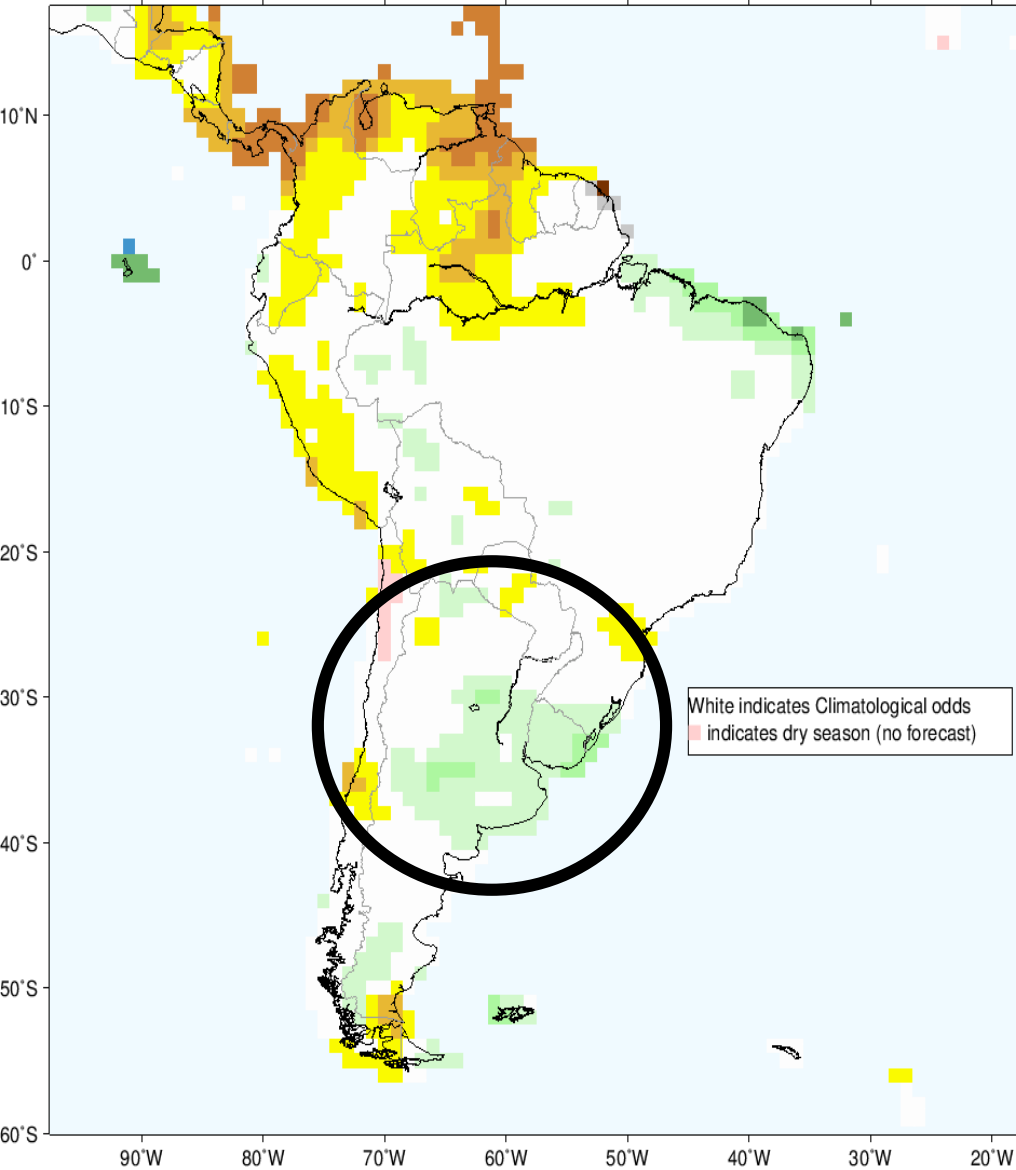 10°N
0°
10°S
20°S
30°S
White indicates Climatological odds
indicates dry season (no forecast)
40°S
50°S
60°S
90°W 80°W 70°W 60°W 50°W 40°W 30°W 20°W